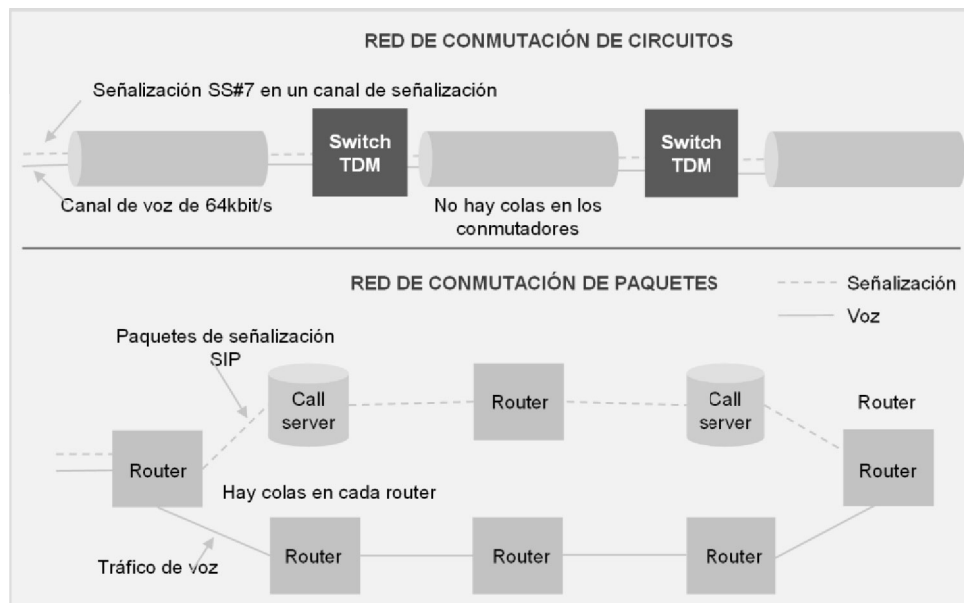 RED DE CONMUTACIÓN DE CIRCUITOS
Señalización SS#7 en un canal de señalización
Switch
TDM
Switch
TDM
Canal de voz de 64kbit/s
No hay colas en los
conmutadores
RED DE CONMUTACIÓN DE PAQUETES
Señalización
Voz
Paquetes de señalización
SIP
Call
server
Router
Call
server
Router
Router
Router
Hay colas en cada router
Router
Router
Router
Tráfico de voz